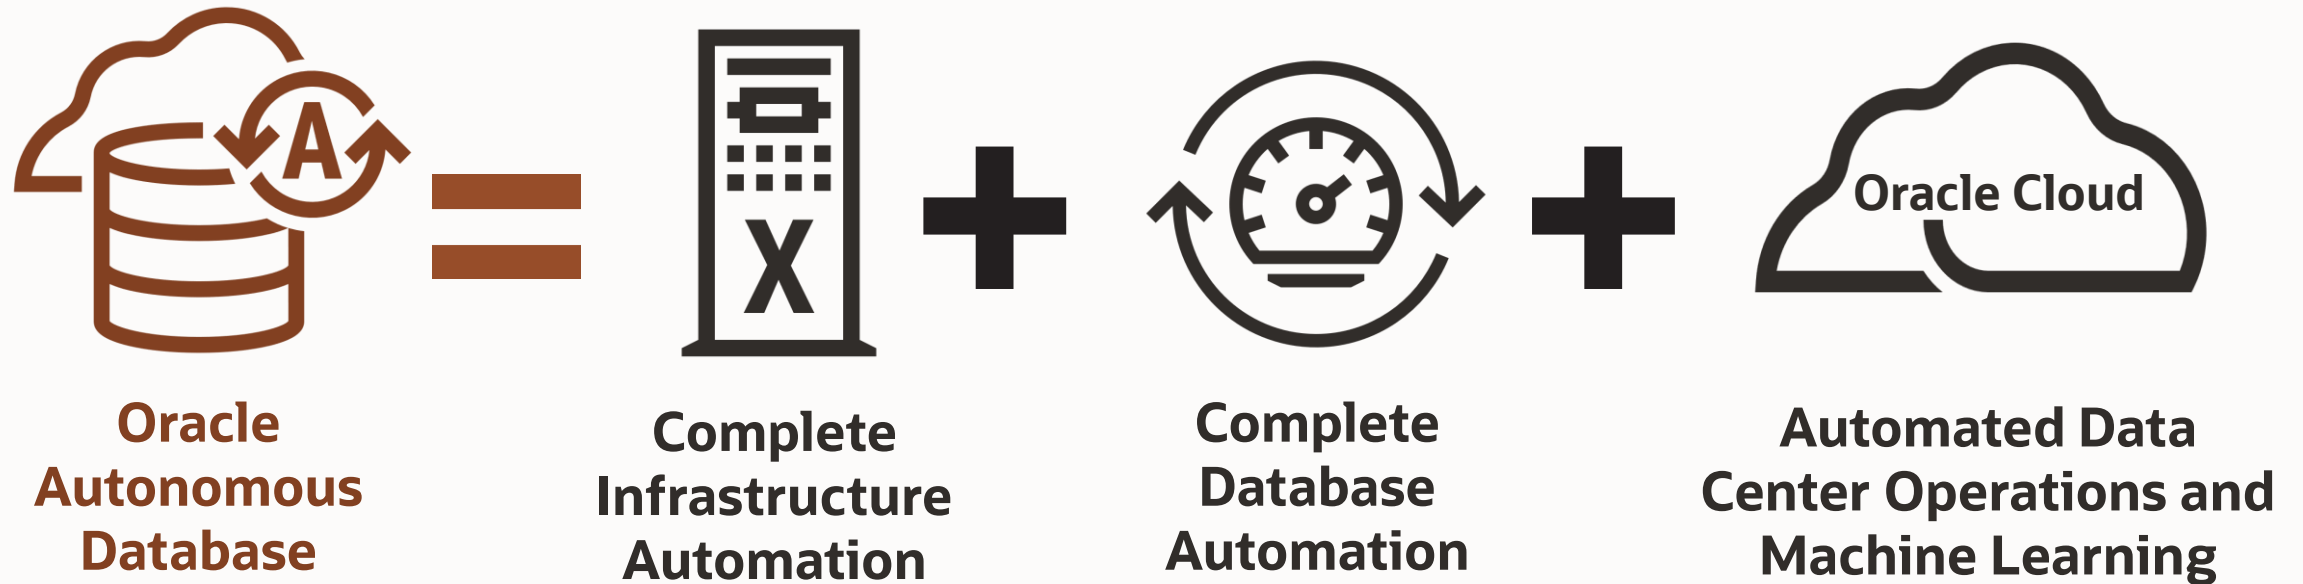 A
X
Oracle Cloud
Oracle
Autonomous
Database
Complete
Infrastructure
Automation
Complete
Database
Automation
Automated Data
Center Operations and
Machine Learning